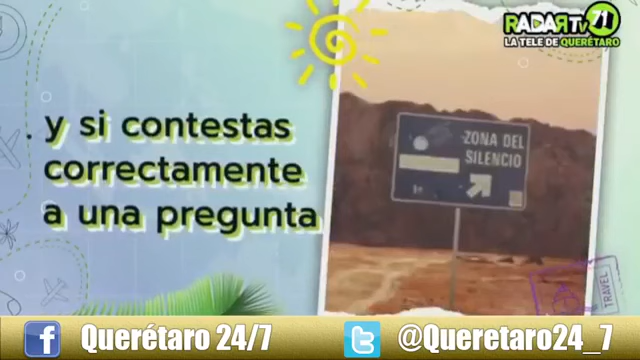 RADAR TV 71
LA TELE DE QUERÉTARO
. y si contestas
correctamente
a una pregunta
ZONA DEL
SILENCIO
TRAVEL
Querétaro 24/7
@Queretaro24_7